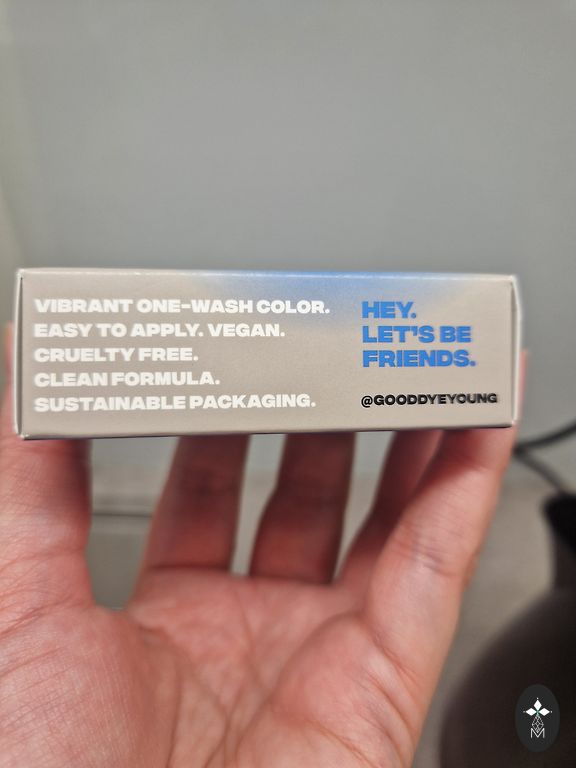 VIBRANT ONE-WASH COLOR.
EASY TO APPLY. VEGAN.
CRUELTY FREE.
CLEAN FORMULA.
SUSTAINABLE PACKAGING.
HEY.
LET'S BE
FRIENDS.
@GOODDYEYOUNG
M